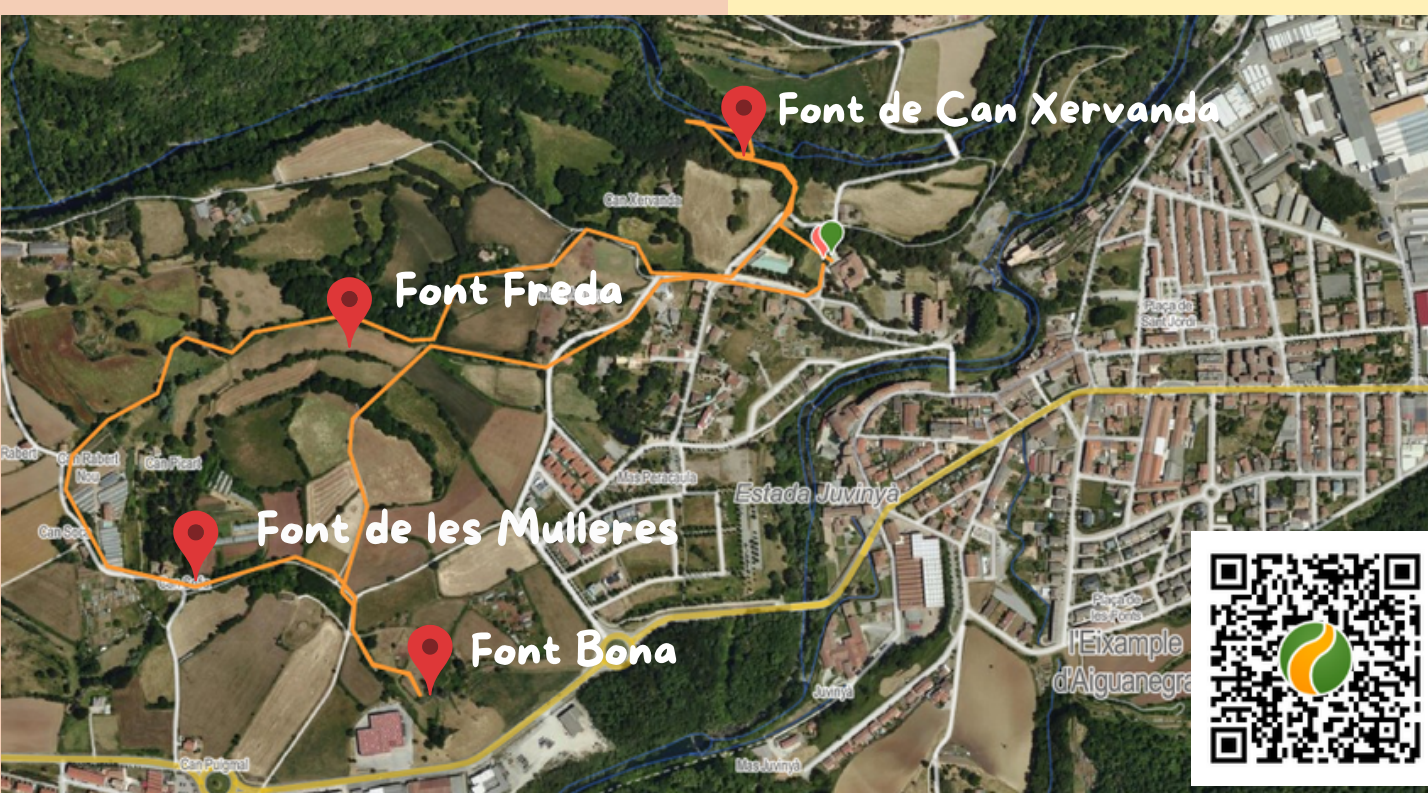 Font de Can Xervanda
Can Xervanda
Font Freda
Plaça de
Sant Jordi
Rabert
Can Rabert
Nou
Can Picart
Mas Peracaula
Estada Juvinyà
Font de les Mulleres
Plaça de
les Fonts
l'Eixample
d'Aiguanegra
Font Bona
Juvinyà
Can Puigmal
Mas Juvinyà